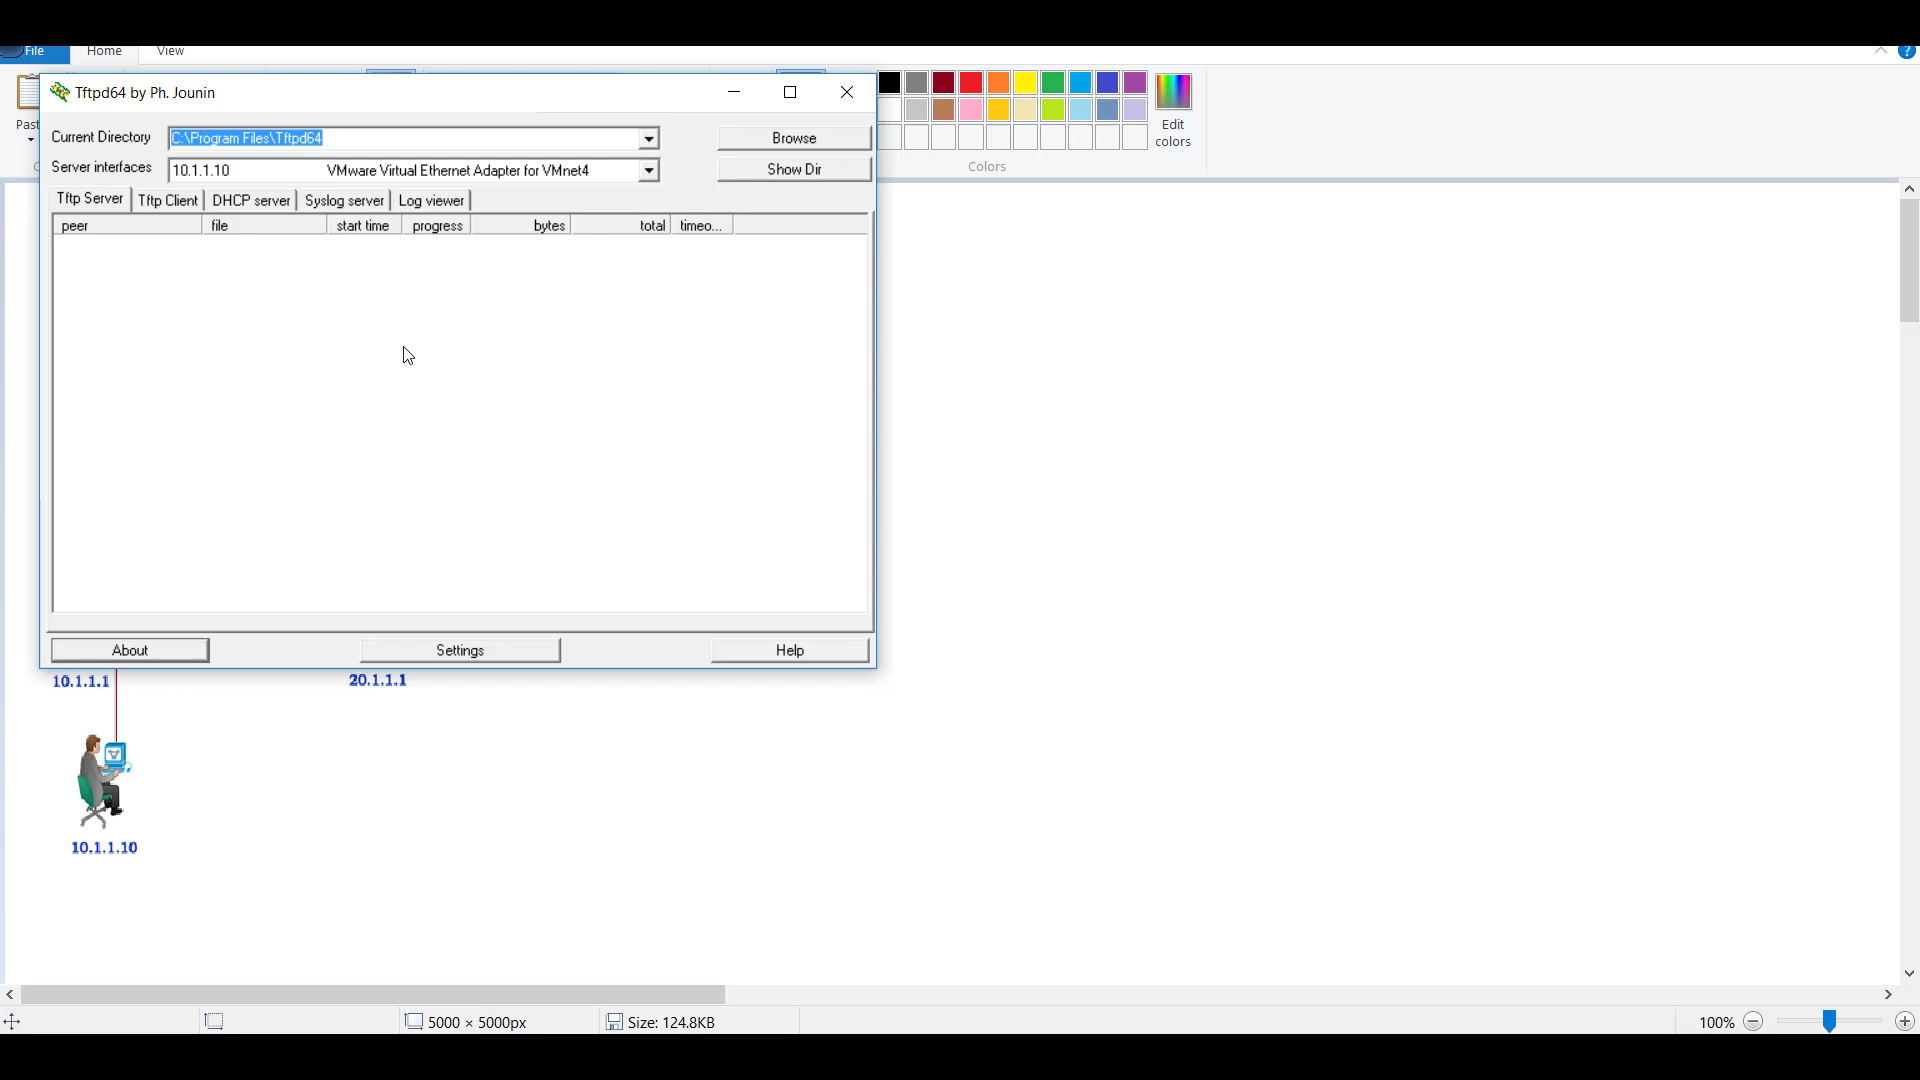 File Home View
Tftpd64 by Ph. Jounin
Current Directory C:\Program Files\Tftpd64 Browse
Server interfaces 10.1.1.10 VMware Virtual Ethernet Adapter for VMnet4 Show Dir
Tftp Server Tftp Client DHCP server Syslog server Log viewer
peer file start time progress bytes total timeo...
About Settings Help
Past
Edit
colors
Colors
10.1.1.1 20.1.1.1
10.1.1.10
5000 × 5000px Size: 124.8KB 100%